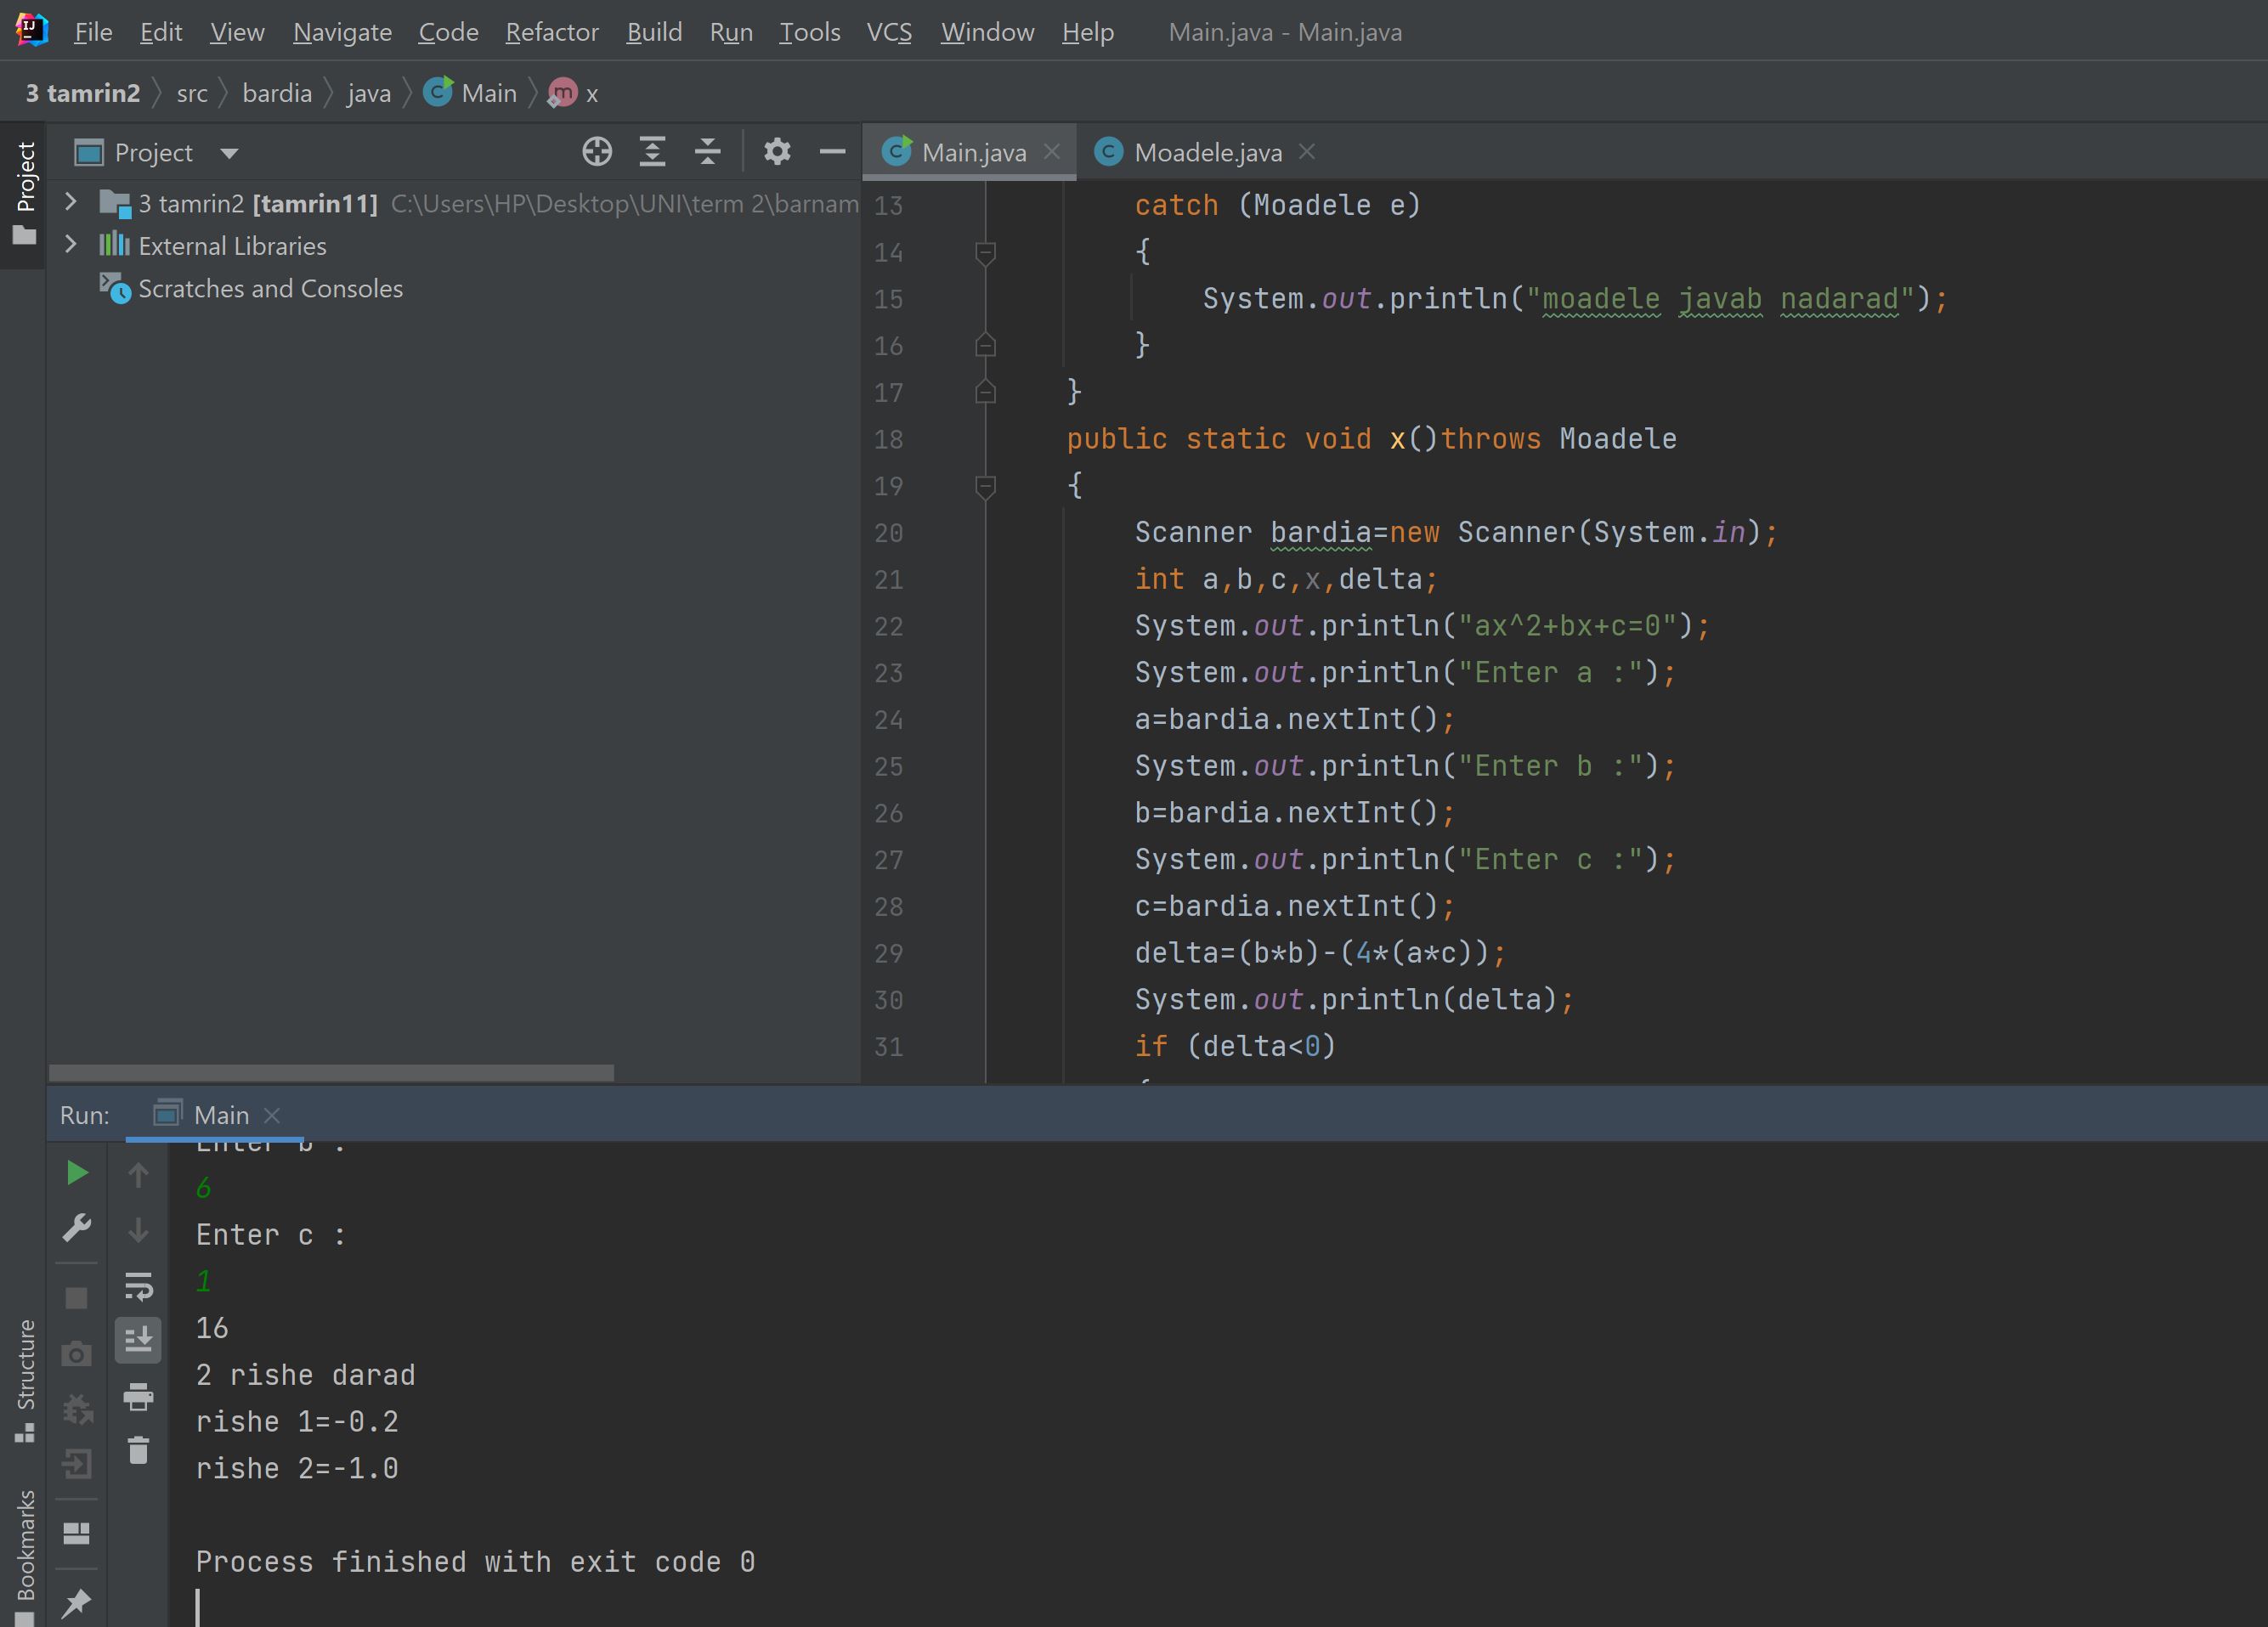 File Edit View Navigate Code Refactor Build Run Tools VCS Window Help Main.java - Main.java
3 tamrin2 src bardia java Main m x
Project
Project
3 tamrin2 [tamrin11] C:\Users\HP\Desktop\UNI\term 2\barnam
External Libraries
Scratches and Consoles
Main.java Moadele.java
13 catch (Moadele e)
14 {
15 System.out.println("moadele javab nadarad");
16 }
17 }
18 public static void x()throws Moadele
19 {
20 Scanner bardia=new Scanner(System.in);
21 int a,b,c,x,delta;
22 System.out.println("ax^2+bx+c=0");
23 System.out.println("Enter a :");
24 a=bardia.nextInt();
25 System.out.println("Enter b :");
26 b=bardia.nextInt();
27 System.out.println("Enter c :");
28 c=bardia.nextInt();
29 delta=(b*b)-(4*(a*c));
30 System.out.println(delta);
31 if (delta<0)
Run: Main
Enter b :
6
Enter c :
1
16
2 rishe darad
rishe 1=-0.2
rishe 2=-1.0
Process finished with exit code 0
Structure
Bookmarks